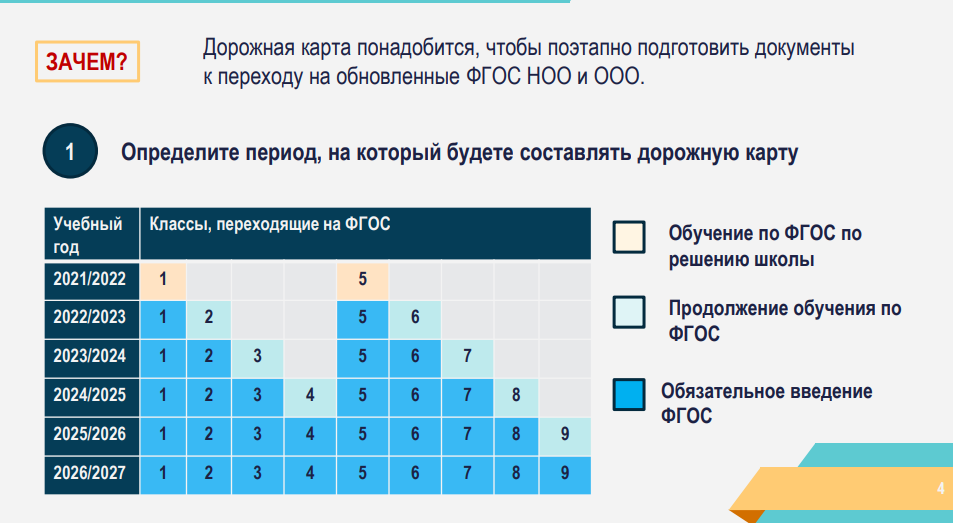 ЗАЧЕМ?
Дорожная карта понадобится, чтобы поэтапно подготовить документы
к переходу на обновленные ФГОС НОО и ООО.
1
Определите период, на который будете составлять дорожную карту
Учебный год
Классы, переходящие на ФГОС
2021/2022 1 5
2022/2023 1 2 5 6
2023/2024 1 2 3 5 6 7
2024/2025 1 2 3 4 5 6 7 8
2025/2026 1 2 3 4 5 6 7 8 9
2026/2027 1 2 3 4 5 6 7 8 9
Обучение по ФГОС по
решению школы
Продолжение обучения по
ФГОС
Обязательное введение
ФГОС
4